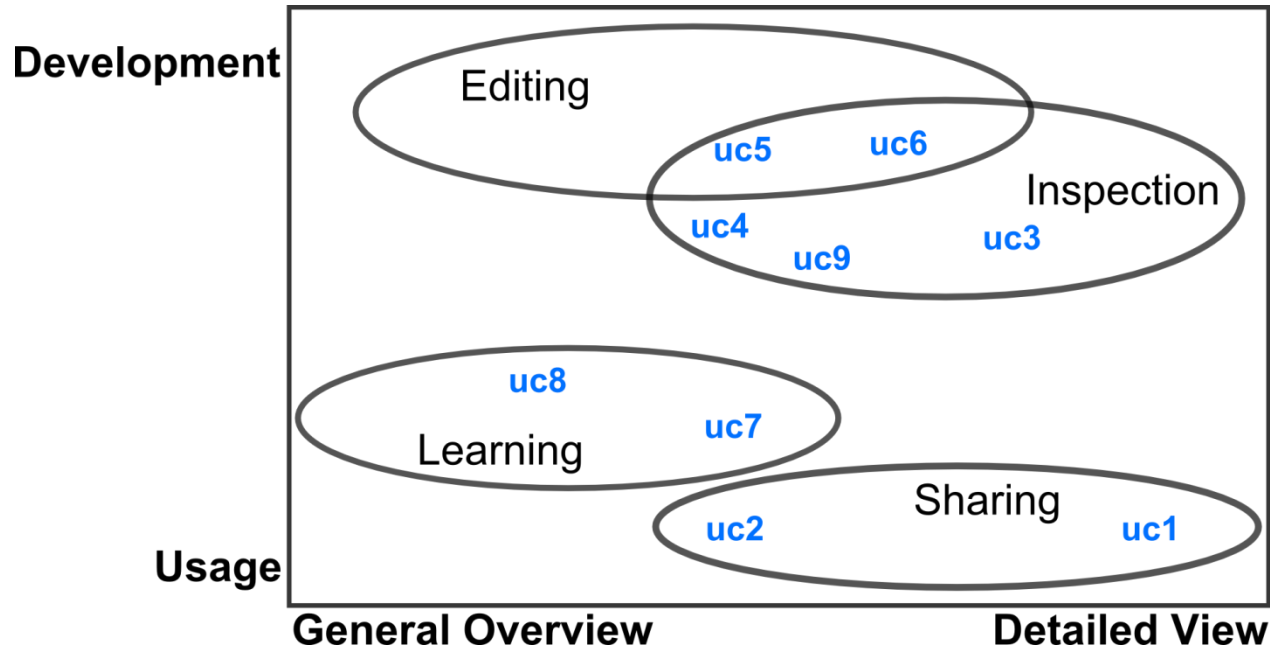 Development
Editing
uc5
uc6
Inspection
uc4
uc3
uc9
uc8
uc7
Learning
Sharing
uc2
uc1
Usage
General Overview
Detailed View